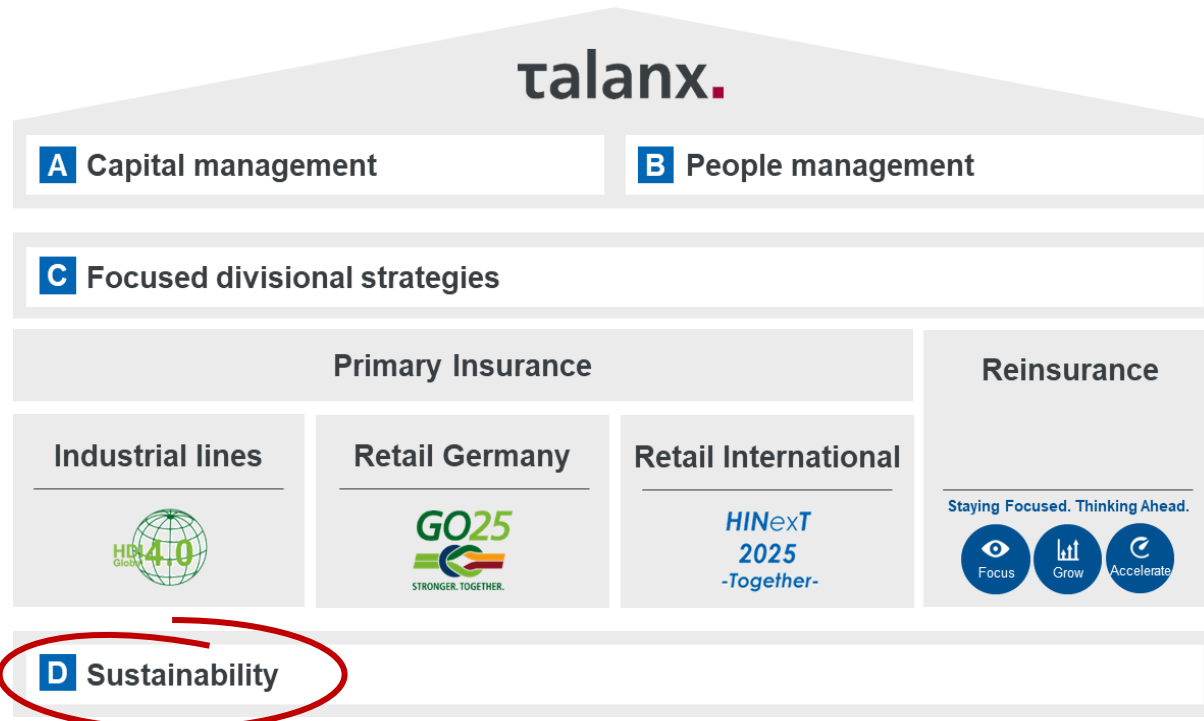 talanx.
A Capital management
B People management
C Focused divisional strategies
Primary Insurance
Reinsurance
Industrial lines
Retail Germany
Retail International
HDI 4.0
Global
GO25
STRONGER. TOGETHER.
HINexT
2025
-Together-
Staying Focused. Thinking Ahead.
Focus
Grow
Accelerate
D Sustainability